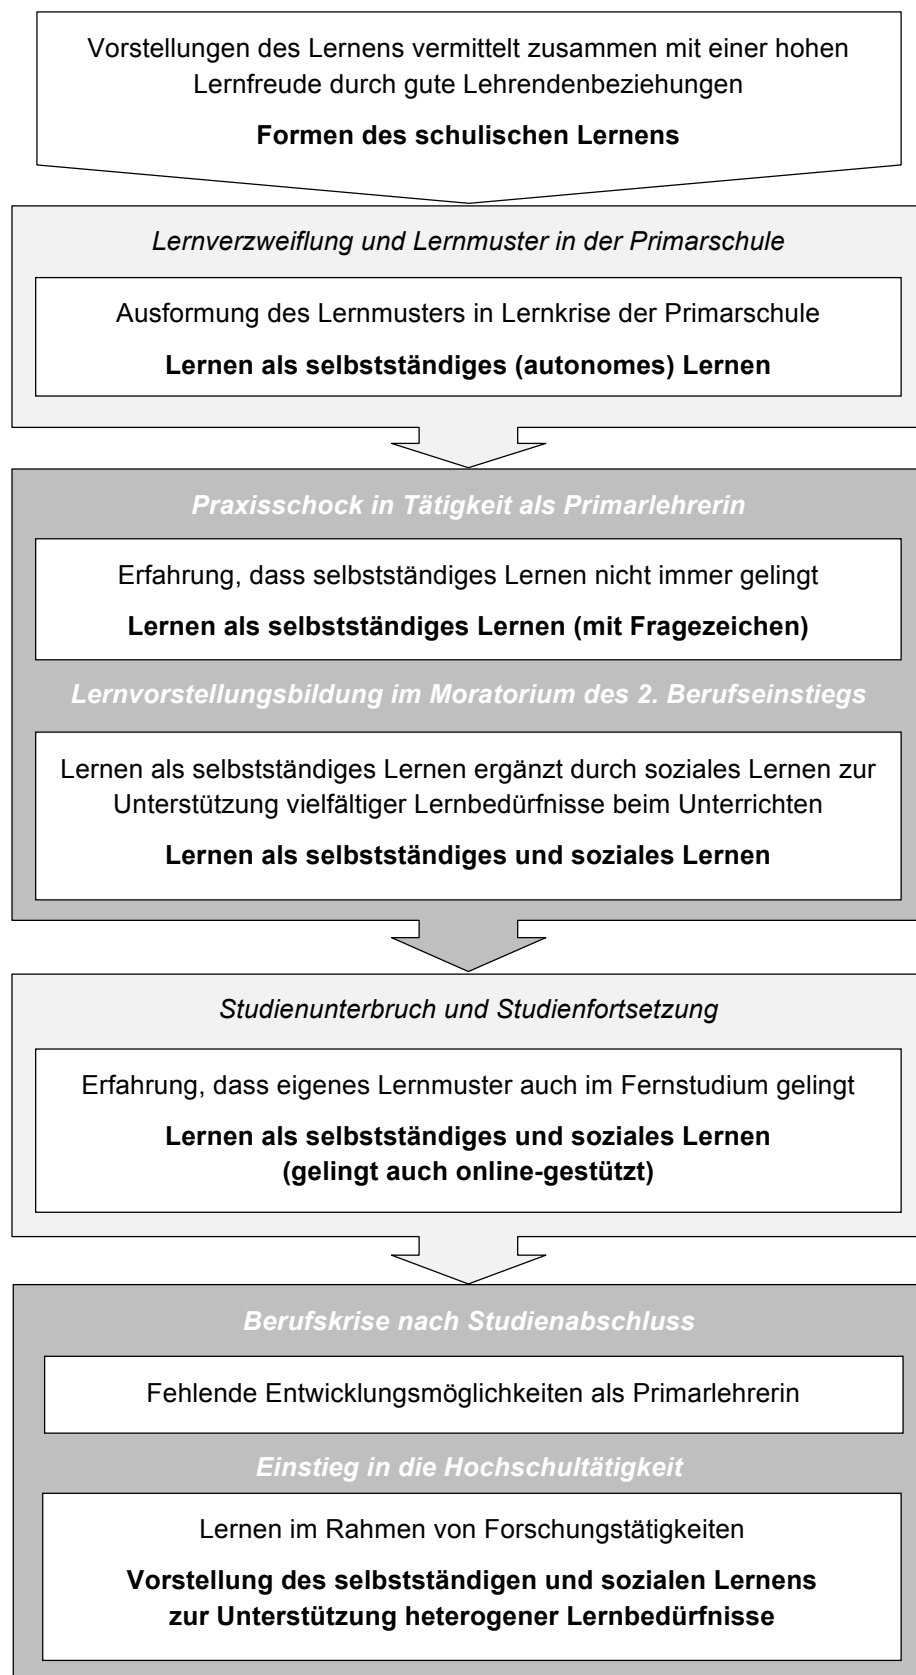 Vorstellungen des Lernens vermittelt zusammen mit einer hohen
Lernfreude durch gute Lehrendenbeziehungen
Formen des schulischen Lernens
Lernverzweiflung und Lernmuster in der Primarschule
Ausformung des Lernmusters in Lernkrise der Primarschule
Lernen als selbstständiges (autonomes) Lernen
Praxisschock in Tätigkeit als Primarlehrerin
Erfahrung, dass selbstständiges Lernen nicht immer gelingt
Lernen als selbstständiges Lernen (mit Fragezeichen)
Lernvorstellungsbildung im Moratorium des 2. Berufseinstiegs
Lernen als selbstständiges Lernen ergänzt durch soziales Lernen zur
Unterstützung vielfältiger Lernbedürfnisse beim Unterrichten
Lernen als selbstständiges und soziales Lernen
Studienunterbruch und Studienfortsetzung
Erfahrung, dass eigenes Lernmuster auch im Fernstudium gelingt
Lernen als selbstständiges und soziales Lernen
(gelingt auch online-gestützt)
Berufskrise nach Studienabschluss
Fehlende Entwicklungsmöglichkeiten als Primarlehrerin
Einstieg in die Hochschultätigkeit
Lernen im Rahmen von Forschungstätigkeiten
Vorstellung des selbstständigen und sozialen Lernens
zur Unterstützung heterogener Lernbedürfnisse